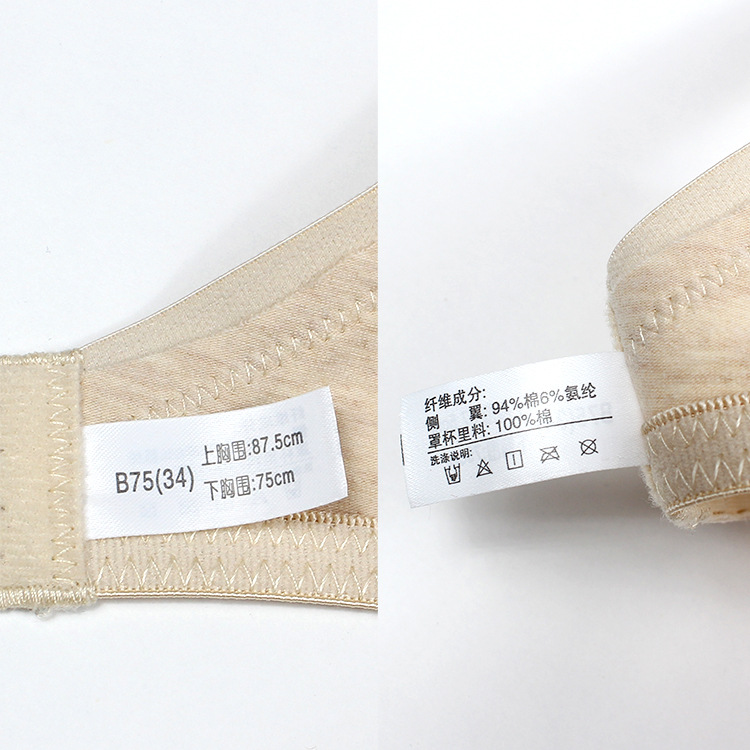 B75(34)
上胸围:87.5cm
下胸围:75cm
纤维成分:
侧 翼: 94%棉6%氨纶
罩杯里料: 100%棉
洗涤说明: